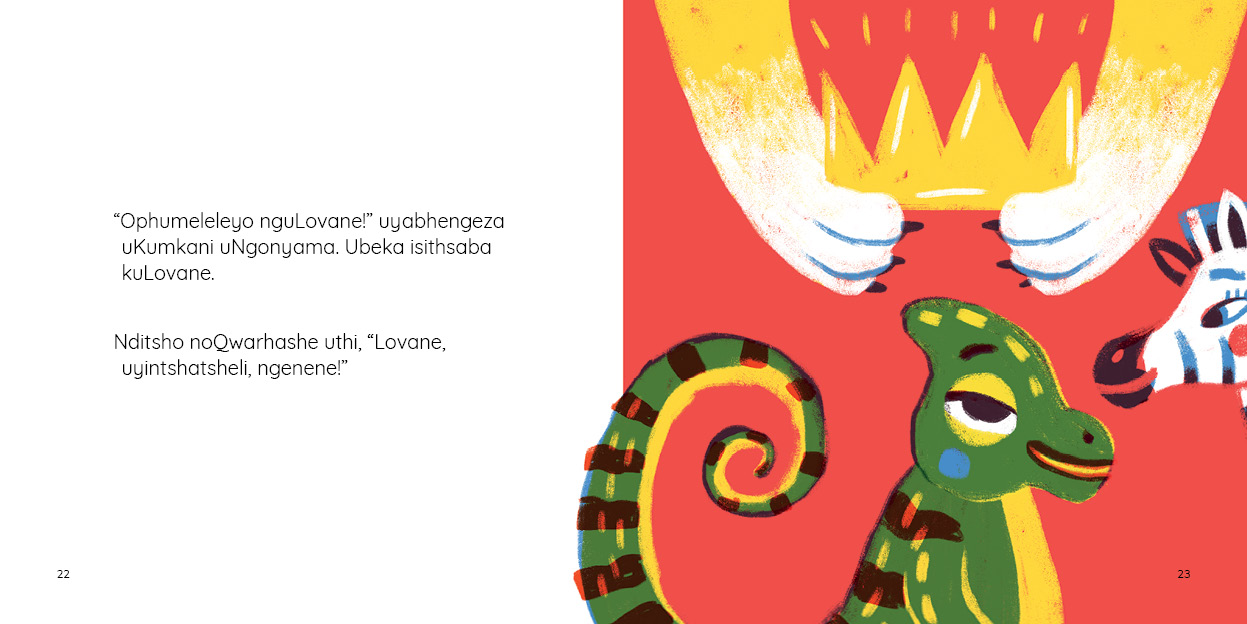 “Ophumeleleyo nguLovane!” uyabhengeza
uKumkani uNgonyama. Ubeka isithsaba
kuLovane.
Nditsho noQwarhashe uthi, “Lovane,
uyintshatsheli, ngenene!”
22
23